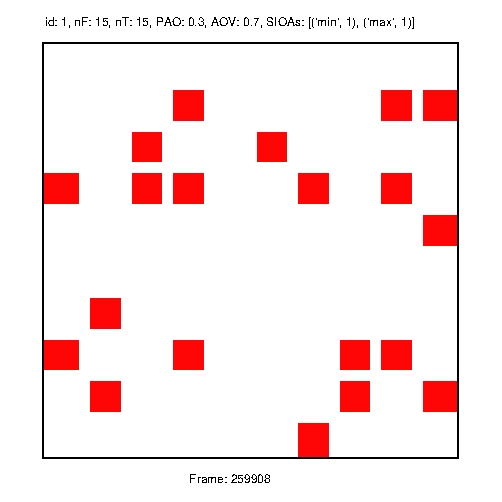 id: 1, nF: 15, nT: 15, PAO: 0.3, AOV: 0.7, SIOAs: [('min', 1), ('max', 1)]
Frame: 259908